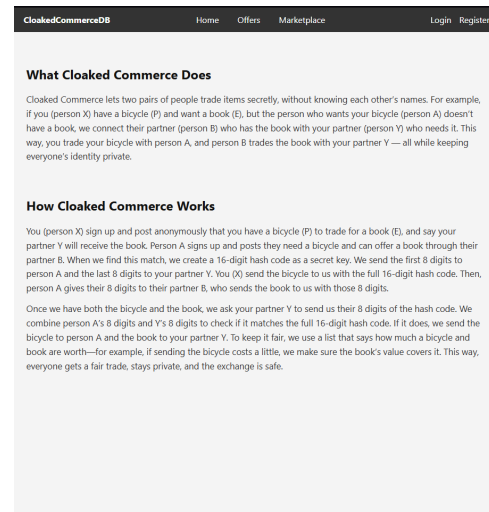 CloakedCommerceDB Home Offers Marketplace Login Register
What Cloaked Commerce Does
Cloaked Commerce lets two pairs of people trade items secretly, without knowing each other's names. For example,
if you (person X) have a bicycle (P) and want a book (E), but the person who wants your bicycle (person A) doesn't
have a book, we connect their partner (person B) who has the book with your partner (person Y) who needs it. This
way, you trade your bicycle with person A, and person B trades the book with your partner Y — all while keeping
everyone's identity private.
How Cloaked Commerce Works
You (person X) sign up and post anonymously that you have a bicycle (P) to trade for a book (E), and say your
partner Y will receive the book. Person A signs up and posts they need a bicycle and can offer a book through their
partner B. When we find this match, we create a 16-digit hash code as a secret key. We send the first 8 digits to
person A and the last 8 digits to your partner Y. You (X) send the bicycle to us with the full 16-digit hash code. Then,
person A gives their 8 digits to their partner B, who sends the book to us with those 8 digits.
Once we have both the bicycle and the book, we ask your partner Y to send us their 8 digits of the hash code. We
combine person A's 8 digits and Y's 8 digits to check if it matches the full 16-digit hash code. If it does, we send the
bicycle to person A and the book to your partner Y. To keep it fair, we use a list that says how much a bicycle and
book are worth—for example, if sending the bicycle costs a little, we make sure the book's value covers it. This way,
everyone gets a fair trade, stays private, and the exchange is safe.